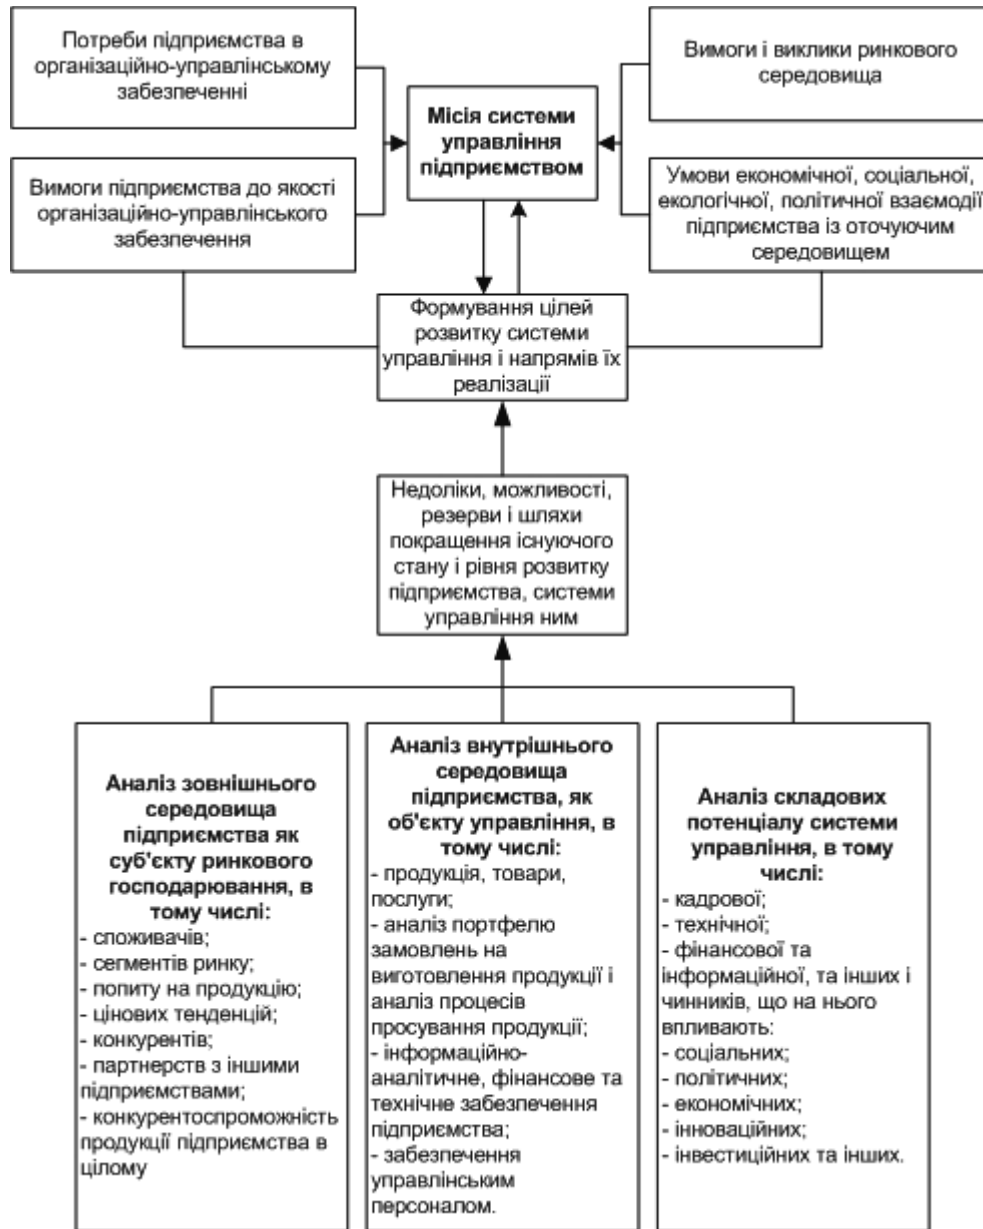 Потреби підприємства в
організаційно-управлінському
забезпеченні
Вимоги і виклики ринкового
середовища
Місія системи
управління
підприємством
Вимоги підприємства до якості
організаційно-управлінського
забезпечення
Умови економічної, соціальної,
екологічної, політичної взаємодії
підприємства із оточуючим
середовищем
Формування цілей
розвитку системи
управління і напрямів їх
реалізації
Недоліки, можливості,
резерви і шляхи
покращення існуючого
стану і рівня розвитку
підприємства, системи
управління ним
Аналіз зовнішнього
середовища
підприємства як
суб'єкту ринкового
господарювання, в
тому числі:
- споживачів;
- сегментів ринку;
- попиту на продукцію;
- цінових тенденцій;
- конкурентів;
- партнерств з іншими
підприємствами;
- конкурентоспроможність
продукції підприємства в
цілому
Аналіз внутрішнього
середовища
підприємства, як
об'єкту управління, в
тому числі:
- продукція, товари,
послуги;
- аналіз портфелю
замовлень на
виготовлення продукції і
аналіз процесів
просування продукції;
- інформаційно-
аналітичне, фінансове та
технічне забезпечення
підприємства;
- забезпечення
управлінським
персоналом.
Аналіз складових
потенціалу системи
управління, в тому
числі:
- кадрової;
- технічної;
- фінансової та
інформаційної, та інших і
чинників, що на нього
впливають:
- соціальних;
- політичних;
- економічних;
- інноваційних;
- інвестиційних та інших.